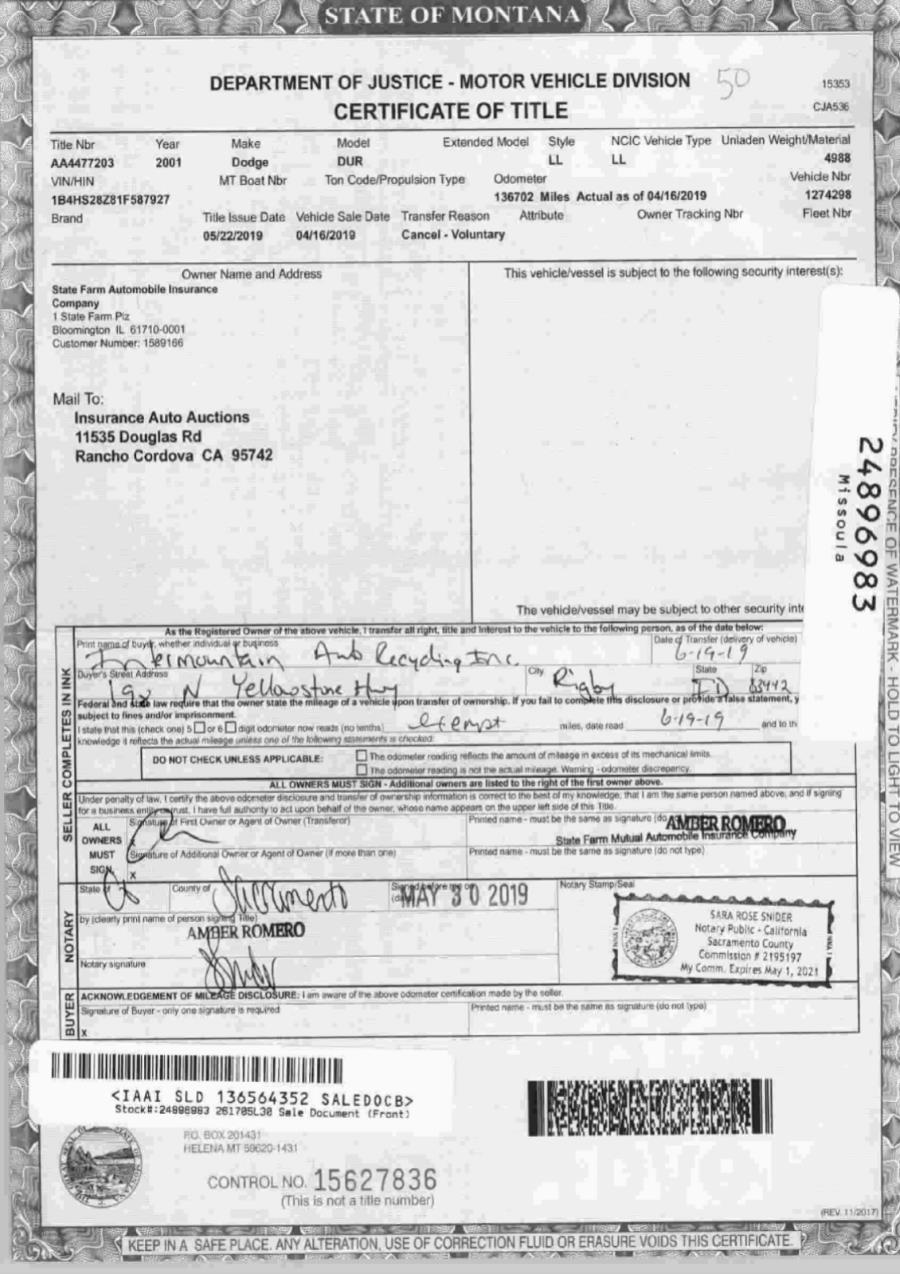 STATE OF MONTANA
DEPARTMENT OF JUSTICE - MOTOR VEHICLE DIVISION
50
15353
CERTIFICATE OF TITLE
CJA536
Title Nbr Year Make Model Extended Model Style NCIC Vehicle Type Unladen Weight/Material
AA4477203 2001 Dodge DUR LL LL 4988
VIN/HIN MT Boat Nbr Ton Code/Propulsion Type Odometer Vehicle Nbr
1B4HS28Z81F587927 136702 Miles Actual as of 04/16/2019 1274298
Brand Title Issue Date Vehicle Sale Date Transfer Reason Attribute Owner Tracking Nbr Fleet Nbr
05/22/2019 04/16/2019 Cancel - Voluntary
Owner Name and Address
State Farm Automobile Insurance
Company
1 State Farm Plz
Bloomington IL 61710-0001
Customer Number: 1589166
Mail To:
Insurance Auto Auctions
11535 Douglas Rd
Rancho Cordova CA 95742
This vehicle/vessel is subject to the following security interest(s):
The vehicle/vessel may be subject to other security inte
24896983
Missoula
PRESENCE OF WATERMARK - HOLD TO LIGHT TO VIEW
SELLER COMPLETES IN INK
As the Registered Owner of the above vehicle, I transfer all right, title and interest to the vehicle to the following person, as of the date below:
Print name of buyer, whether individual or business Date of Transfer (delivery of vehicle)
Intermountain Auto Recycling Inc. 6-19-19
Buyer's Street Address City State Zip
192 N Yellowstone Hwy Rigby ID 83442
Federal and state law require that the owner state the mileage of a vehicle upon transfer of ownership. If you fail to complete this disclosure or provide a false statement, y
subject to fines and/or imprisonment.
I state that this (check one) 5 or 6 digit odometer now reads (no tenths) exempt miles, date read 6-19-19 and to th
knowledge it reflects the actual mileage unless one of the following statements is checked:
DO NOT CHECK UNLESS APPLICABLE:
The odometer reading reflects the amount of mileage in excess of its mechanical limits.
The odometer reading is not the actual mileage. Warning - odometer discrepancy.
ALL OWNERS MUST SIGN - Additional owners are listed to the right of the first owner above.
Under penalty of law, I certify the above odometer disclosure and transfer of ownership information is correct to the best of my knowledge, that I am the same person named above, and if signing
for a business entity or trust, I have full authority to act upon behalf of the owner, whose name appears on the upper left side of this Title.
ALL OWNERS MUST SIGN
Signature of First Owner or Agent of Owner (Transferor)
Printed name - must be the same as signature (do
AMBER ROMERO
State Farm Mutual Automobile Insurance Company
Signature of Additional Owner or Agent of Owner (if more than one)
Printed name - must be the same as signature (do not type)
X
NOTARY
State of CA County of Sacramento Signed before me on MAY 30 2019
Notary Stamp/Seal
by (clearly print name of person signing Title)
AMBER ROMERO
Notary signature
SARA ROSE SNIDER
Notary Public - California
Sacramento County
Commission # 2195197
My Comm. Expires May 1, 2021
BUYER
ACKNOWLEDGEMENT OF MILEAGE DISCLOSURE: I am aware of the above odometer certification made by the seller.
Signature of Buyer - only one signature is required
Printed name - must be the same as signature (do not type)
X
<IAAI SLD 136564352 SALEDOCB>
Stock#:24896983 261705L30 Sale Document (Front)
P.O. BOX 201431
HELENA MT 59620-1431
CONTROL NO. 15627836
(This is not a title number)
(REV. 11/2017)
KEEP IN A SAFE PLACE. ANY ALTERATION, USE OF CORRECTION FLUID OR ERASURE VOIDS THIS CERTIFICATE.